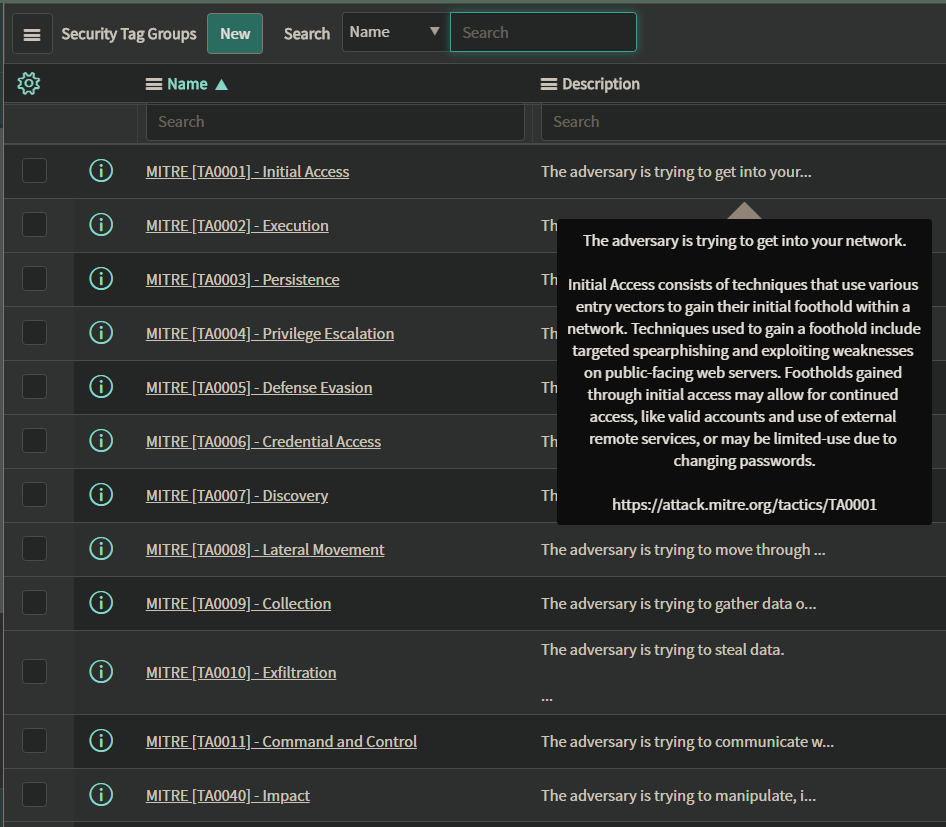 Security Tag Groups New Search Name Search
Name Description
Search Search
MITRE [TA0001] - Initial Access The adversary is trying to get into your...
MITRE [TA0002] - Execution Th
MITRE [TA0003] - Persistence Th
MITRE [TA0004] - Privilege Escalation Th
MITRE [TA0005] - Defense Evasion Th
MITRE [TA0006] - Credential Access Th
MITRE [TA0007] - Discovery Th
The adversary is trying to get into your network.
Initial Access consists of techniques that use various
entry vectors to gain their initial foothold within a
network. Techniques used to gain a foothold include
targeted spearphishing and exploiting weaknesses
on public-facing web servers. Footholds gained
through initial access may allow for continued
access, like valid accounts and use of external
remote services, or may be limited-use due to
changing passwords.
https://attack.mitre.org/tactics/TA0001
MITRE [TA0008] - Lateral Movement The adversary is trying to move through ...
MITRE [TA0009] - Collection The adversary is trying to gather data o...
MITRE [TA0010] - Exfiltration The adversary is trying to steal data.
...
MITRE [TA0011] - Command and Control The adversary is trying to communicate w...
MITRE [TA0040] - Impact The adversary is trying to manipulate, i...